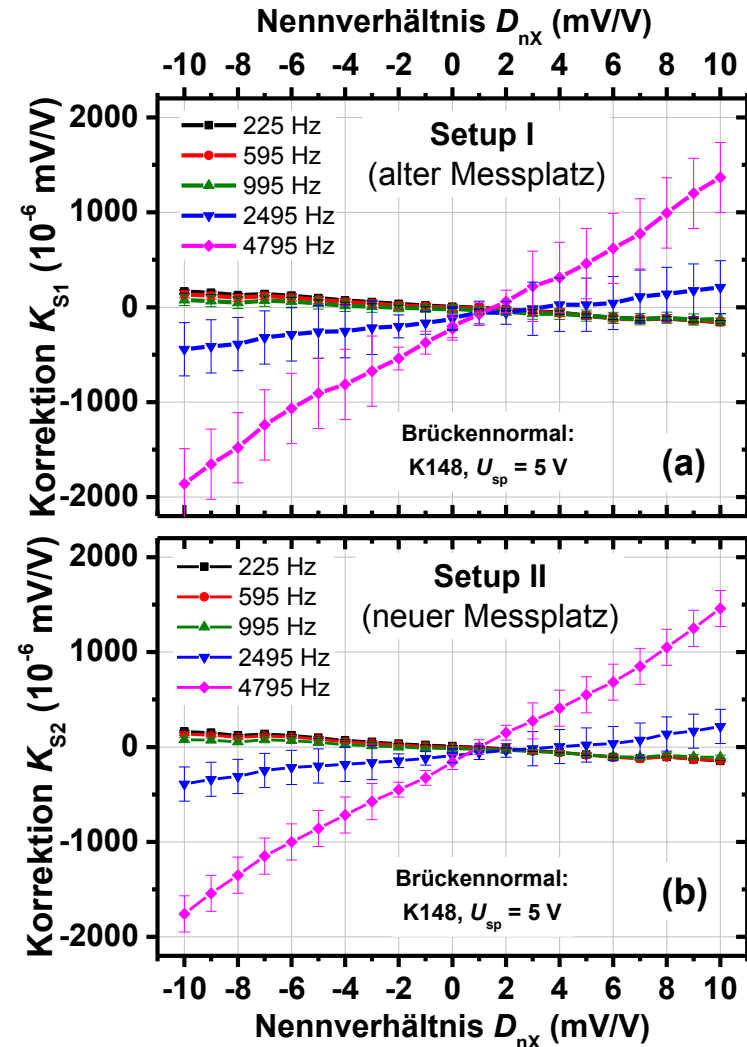 Nennverhältnis DnX (mV/V)
-10 -8 -6 -4 -2 0 2 4 6 8 10
2000
1000
0
-1000
-2000
Korrektion KS1 (10-6 mV/V)
225 Hz
595 Hz
995 Hz
2495 Hz
4795 Hz
Setup I
(alter Messplatz)
Brückennormal:
K148, Usp = 5 V
(a)
2000
1000
0
-1000
-2000
Korrektion KS2 (10-6 mV/V)
225 Hz
595 Hz
995 Hz
2495 Hz
4795 Hz
Setup II
(neuer Messplatz)
Brückennormal:
K148, Usp = 5 V
(b)
-10 -8 -6 -4 -2 0 2 4 6 8 10
Nennverhältnis DnX (mV/V)